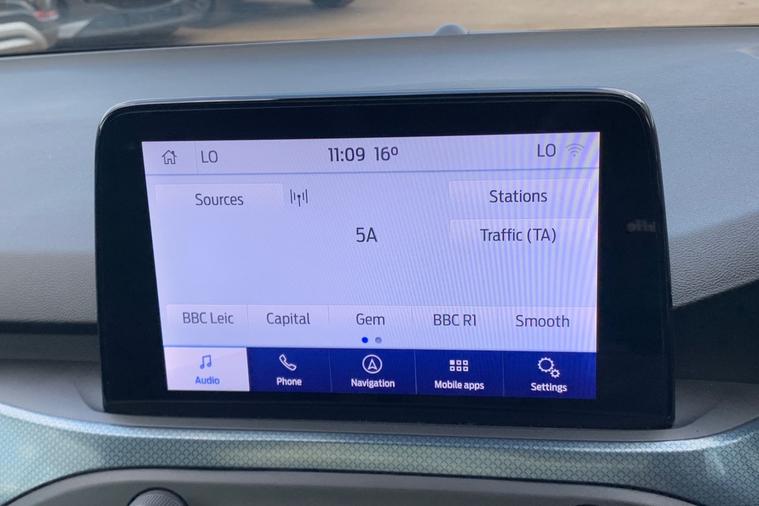 LO 11:09 16° LO
Sources Stations
5A Traffic (TA)
BBC Leic Capital Gem BBC R1 Smooth
Audio Phone Navigation Mobile apps Settings